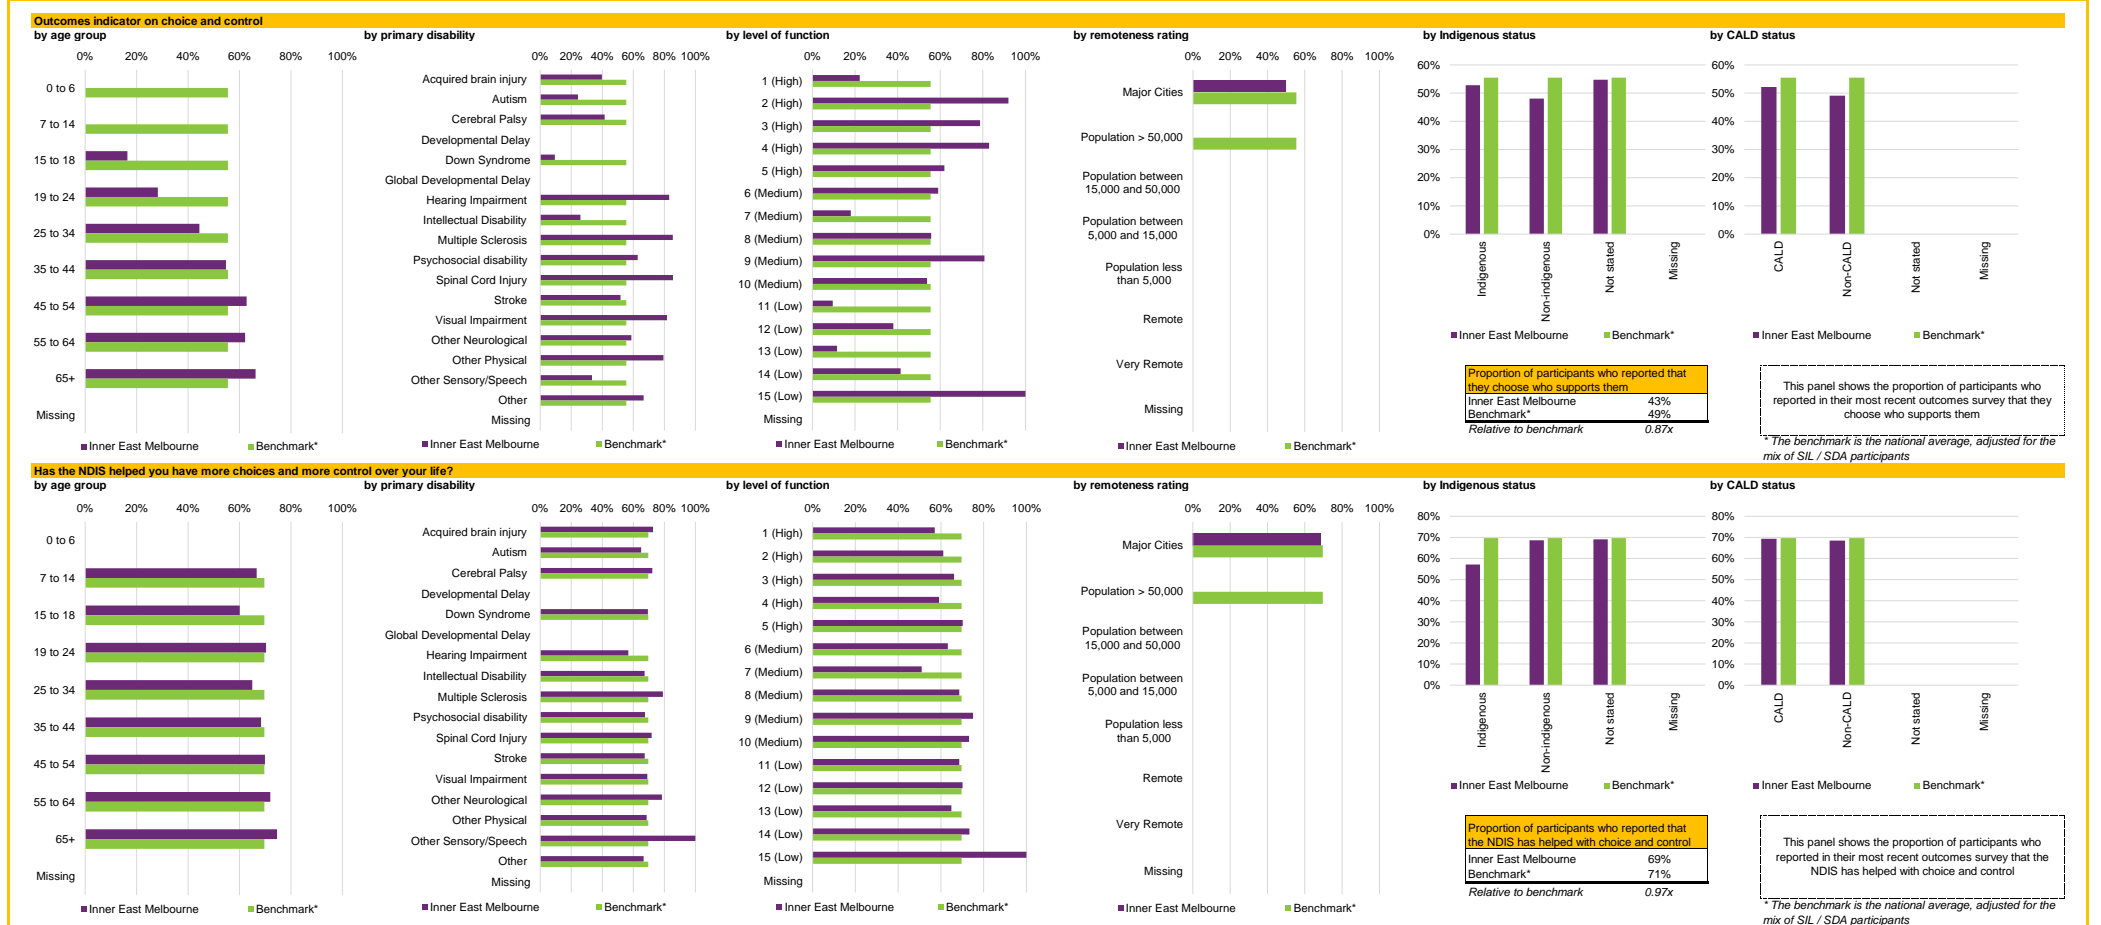 Outcomes indicator on choice and control
by age group
0% 20% 40% 60% 80% 100%
0 to 6
7 to 14
15 to 18
19 to 24
25 to 34
35 to 44
45 to 54
55 to 64
65+
Missing
Inner East Melbourne Benchmark*
by primary disability
0% 20% 40% 60% 80% 100%
Acquired brain injury
Autism
Cerebral Palsy
Developmental Delay
Down Syndrome
Global Developmental Delay
Hearing Impairment
Intellectual Disability
Multiple Sclerosis
Psychosocial disability
Spinal Cord Injury
Stroke
Visual Impairment
Other Neurological
Other Physical
Other Sensory/Speech
Other
Missing
Inner East Melbourne Benchmark*
by level of function
0% 20% 40% 60% 80% 100%
1 (High)
2 (High)
3 (High)
4 (High)
5 (High)
6 (Medium)
7 (Medium)
8 (Medium)
9 (Medium)
10 (Medium)
11 (Low)
12 (Low)
13 (Low)
14 (Low)
15 (Low)
Missing
Inner East Melbourne Benchmark*
by remoteness rating
0% 20% 40% 60% 80% 100%
Major Cities
Population > 50,000
Population between
15,000 and 50,000
Population between
5,000 and 15,000
Population less
than 5,000
Remote
Very Remote
Missing
Inner East Melbourne Benchmark*
by Indigenous status
60%
50%
40%
30%
20%
10%
0%
Indigenous
Non-indigenous
Not stated
Missing
Inner East Melbourne Benchmark*
by CALD status
60%
50%
40%
30%
20%
10%
0%
CALD
Non-CALD
Not stated
Missing
Inner East Melbourne Benchmark*
Proportion of participants who reported that
they choose who supports them
Inner East Melbourne 43%
Benchmark* 49%
Relative to benchmark 0.87x
This panel shows the proportion of participants who
reported in their most recent outcomes survey that they
choose who supports them
* The benchmark is the national average, adjusted for the
mix of SIL / SDA participants
Has the NDIS helped you have more choices and more control over your life?
by age group
0% 20% 40% 60% 80% 100%
0 to 6
7 to 14
15 to 18
19 to 24
25 to 34
35 to 44
45 to 54
55 to 64
65+
Missing
Inner East Melbourne Benchmark*
by primary disability
0% 20% 40% 60% 80% 100%
Acquired brain injury
Autism
Cerebral Palsy
Developmental Delay
Down Syndrome
Global Developmental Delay
Hearing Impairment
Intellectual Disability
Multiple Sclerosis
Psychosocial disability
Spinal Cord Injury
Stroke
Visual Impairment
Other Neurological
Other Physical
Other Sensory/Speech
Other
Missing
Inner East Melbourne Benchmark*
by level of function
0% 20% 40% 60% 80% 100%
1 (High)
2 (High)
3 (High)
4 (High)
5 (High)
6 (Medium)
7 (Medium)
8 (Medium)
9 (Medium)
10 (Medium)
11 (Low)
12 (Low)
13 (Low)
14 (Low)
15 (Low)
Missing
Inner East Melbourne Benchmark*
by remoteness rating
0% 20% 40% 60% 80% 100%
Major Cities
Population > 50,000
Population between
15,000 and 50,000
Population between
5,000 and 15,000
Population less
than 5,000
Remote
Very Remote
Missing
Inner East Melbourne Benchmark*
by Indigenous status
80%
70%
60%
50%
40%
30%
20%
10%
0%
Indigenous
Non-indigenous
Not stated
Missing
Inner East Melbourne Benchmark*
by CALD status
80%
70%
60%
50%
40%
30%
20%
10%
0%
CALD
Non-CALD
Not stated
Missing
Inner East Melbourne Benchmark*
Proportion of participants who reported that
the NDIS has helped with choice and control
Inner East Melbourne 69%
Benchmark* 71%
Relative to benchmark 0.97x
This panel shows the proportion of participants who
reported in their most recent outcomes survey that the
NDIS has helped with choice and control
* The benchmark is the national average, adjusted for the
mix of SIL / SDA participants